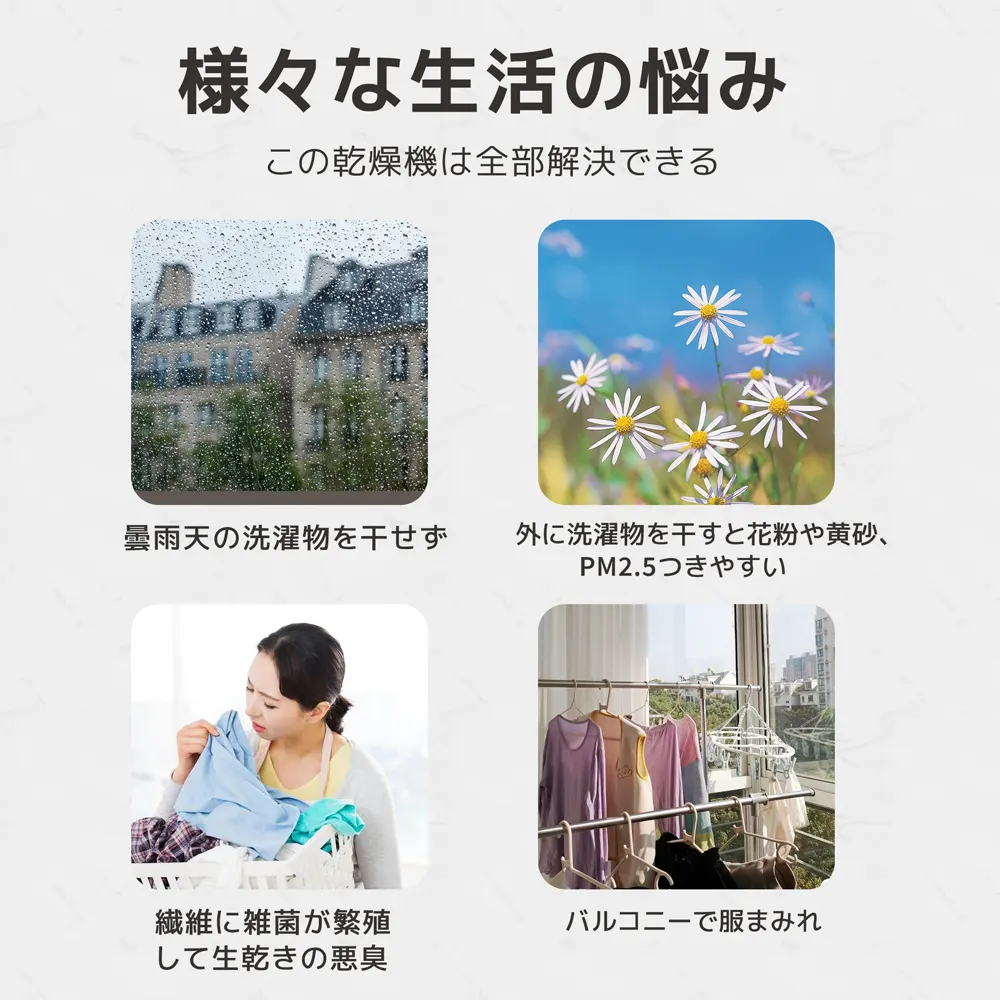 様々な生活の悩み
この乾燥機は全部解決できる
曇雨天の洗濯物を干せず
外に洗濯物を干すと花粉や黄砂、
PM2.5つきやすい
繊維に雑菌が繁殖
して生乾きの悪臭
バルコニーで服まみれ